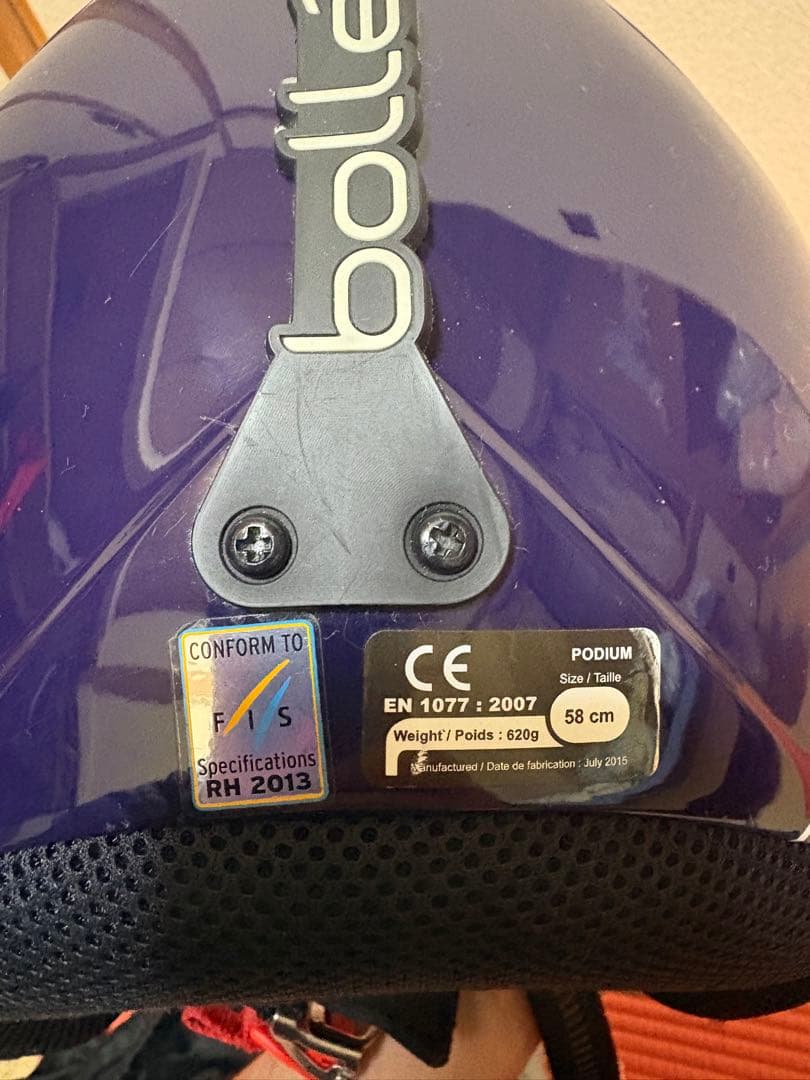 bollé
CONFORM TO
FIS
Specifications
RH 2013
CE
PODIUM
EN 1077 : 2007
Size / Taille
58 cm
Weight / Poids : 620g
Manufactured / Date de fabrication : July 2015